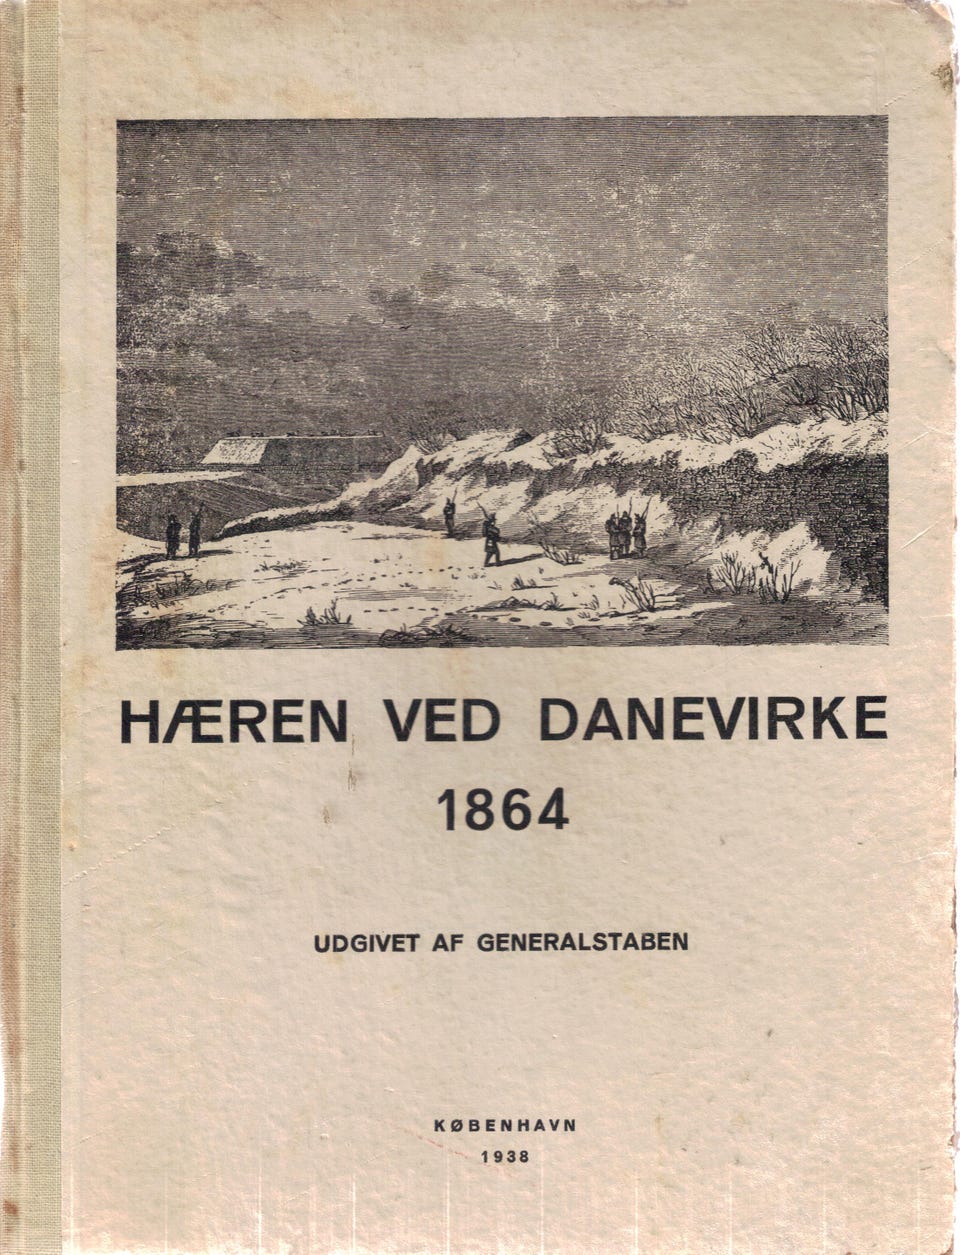 HÆREN VED DANEVIRKE
1864
UDGIVET AF GENERALSTABEN
KØBENHAVN
1938